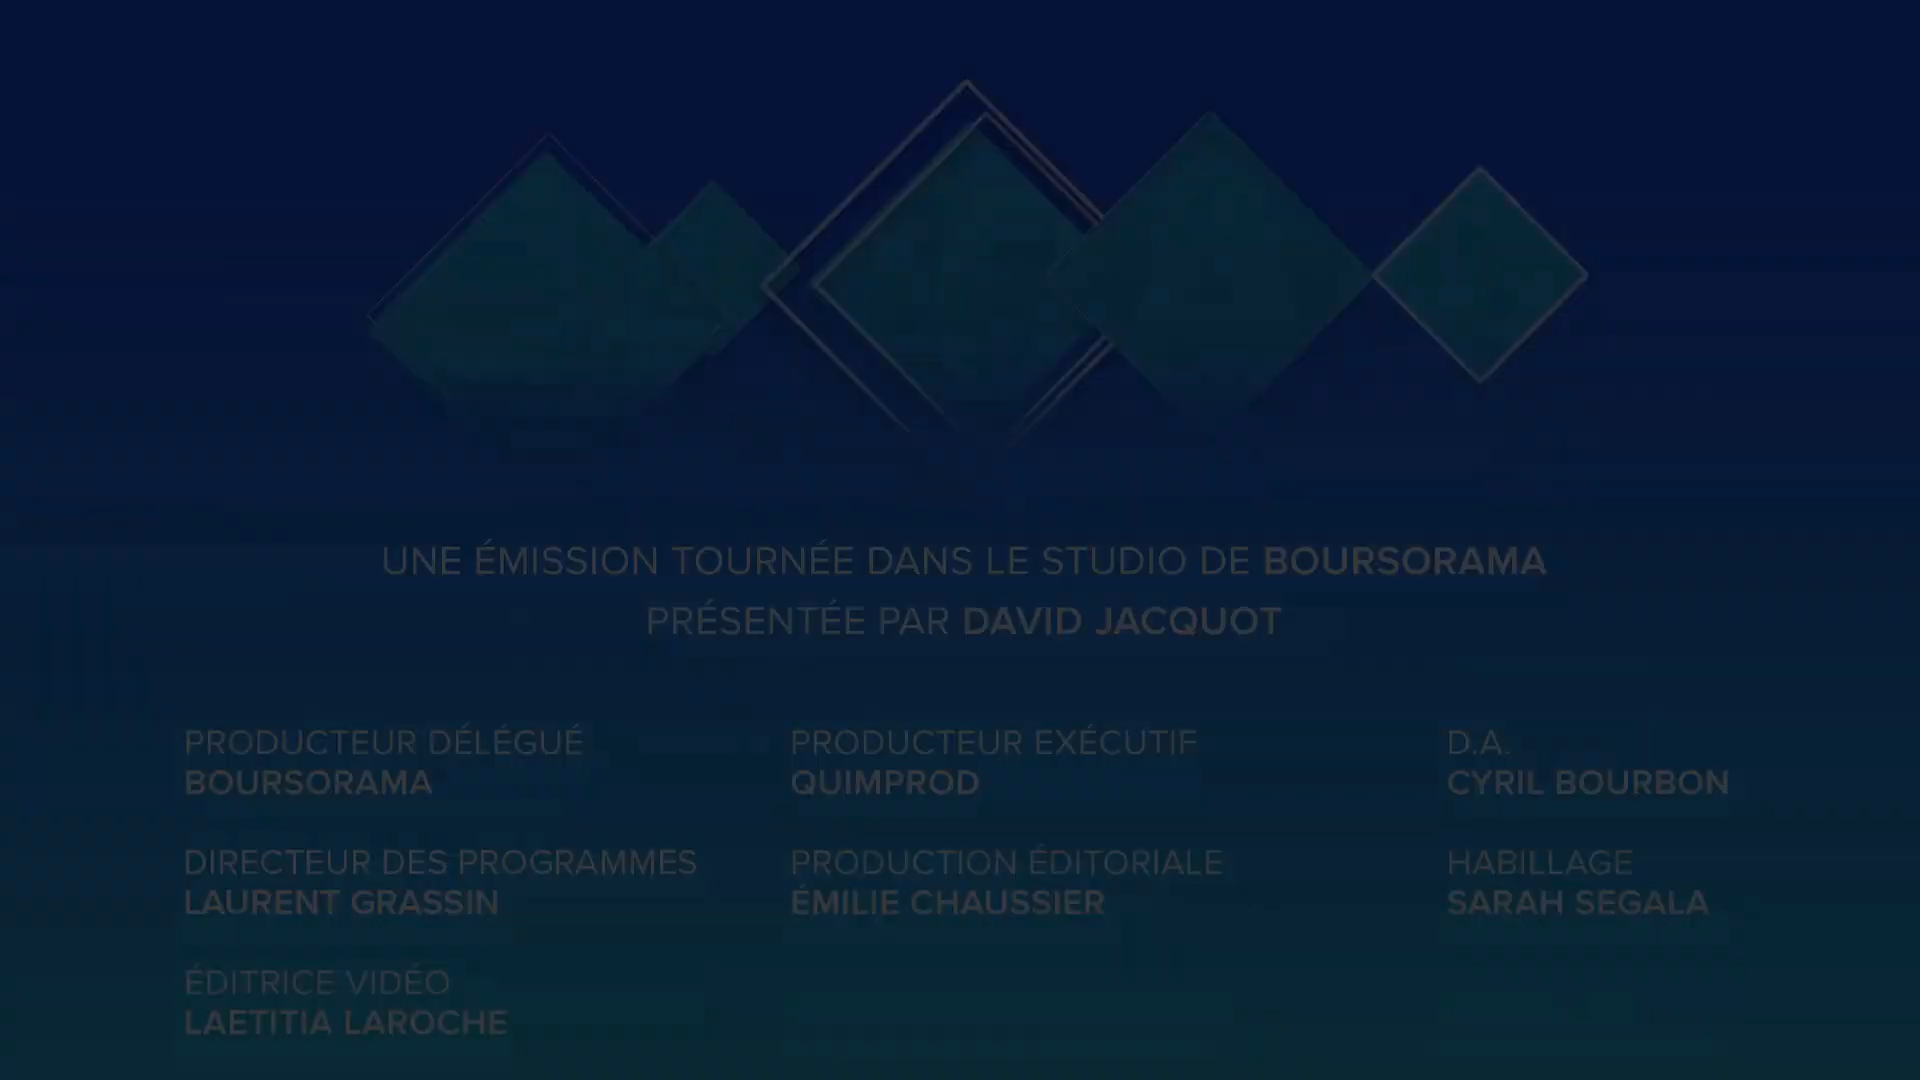 UNE ÉMISSION TOURNÉE DANS LE STUDIO DE BOURSORAMA
PRÉSENTÉE PAR DAVID JACQUOT
PRODUCTEUR DÉLÉGUÉ
BOURSORAMA
DIRECTEUR DES PROGRAMMES
LAURENT GRASSIN
ÉDITRICE VIDÉO
LAETITIA LAROCHE
PRODUCTEUR EXÉCUTIF
QUIMPROD
PRODUCTION ÉDITORIALE
ÉMILIE CHAUSSIER
D.A.
CYRIL BOURBON
HABILLAGE
SARAH SEGALA